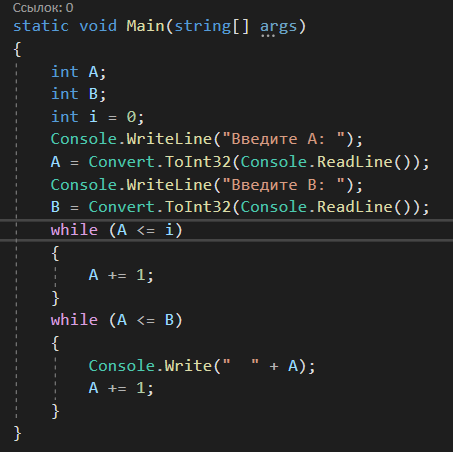 Ссылок: 0
static void Main(string[] args)
{
int A;
int B;
int i = 0;
Console.WriteLine("Введите A: ");
A = Convert.ToInt32(Console.ReadLine());
Console.WriteLine("Введите B: ");
B = Convert.ToInt32(Console.ReadLine());
while (A <= i)
{
A += 1;
}
while (A <= B)
{
Console.Write("  " + A);
A += 1;
}
}